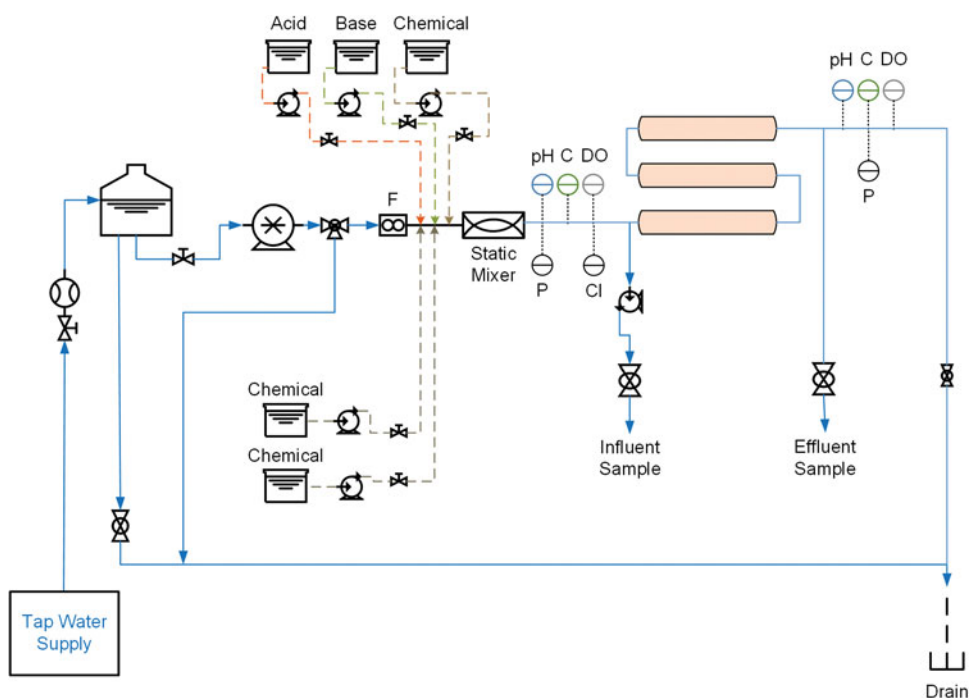 Acid
Base
Chemical
pH
C
DO
P
F
pH
C
DO
Static
Mixer
P
Cl
Chemical
Chemical
Influent
Sample
Effluent
Sample
Tap Water
Supply
Drain